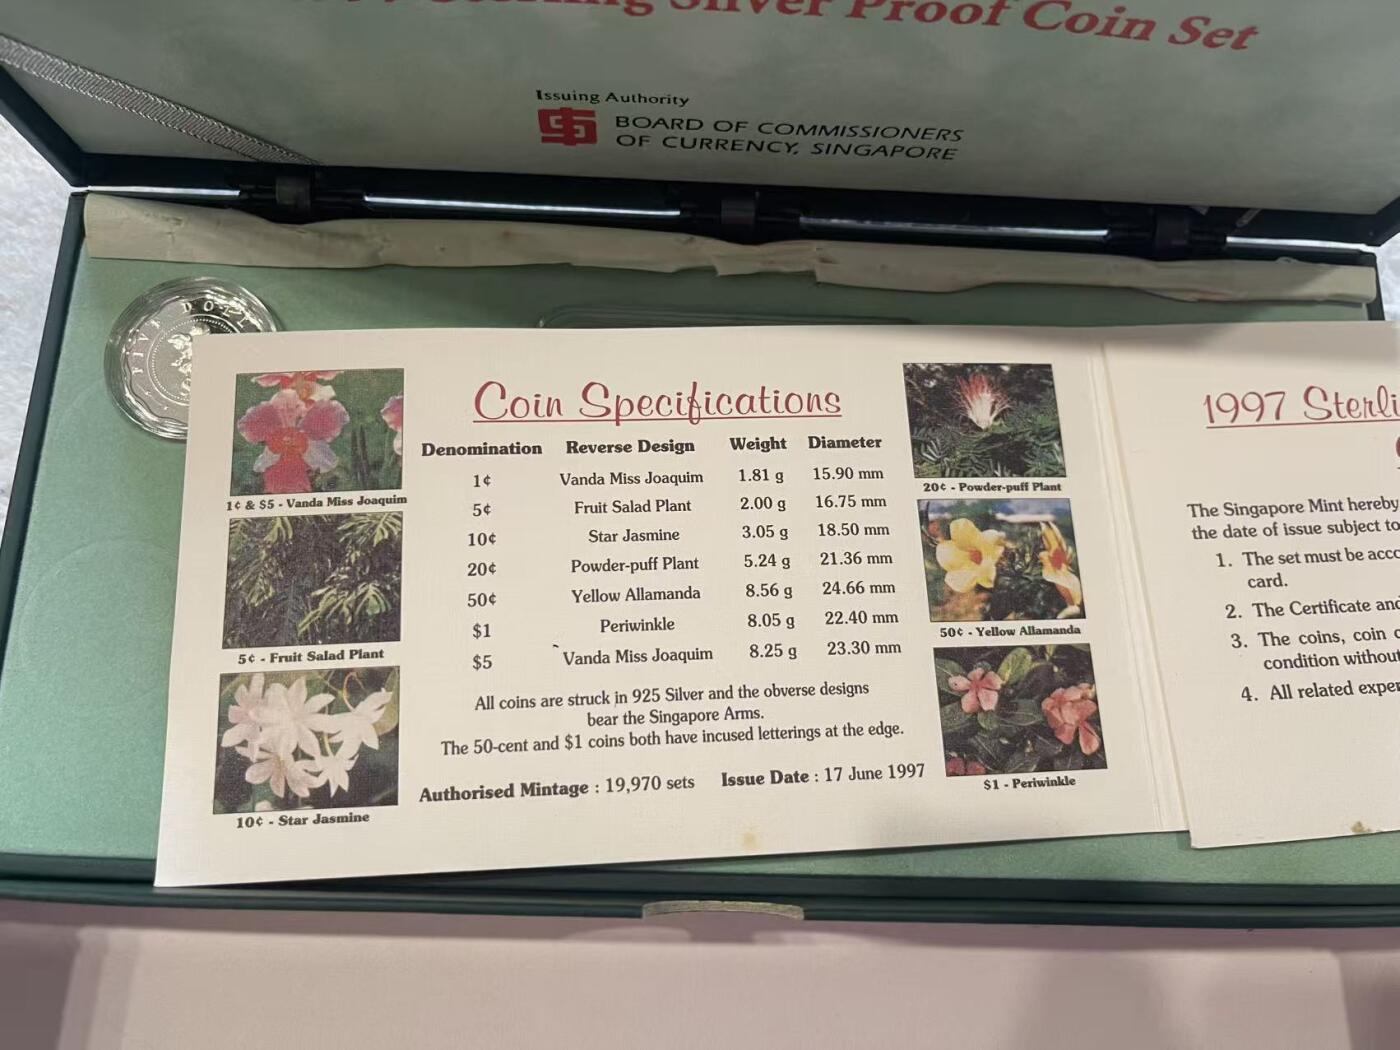 Sterling Silver Proof Coin Set
Issuing Authority
BOARD OF COMMISSIONERS
OF CURRENCY, SINGAPORE
FIVE DOLL
Coin Specifications
Denomination Reverse Design Weight Diameter
1¢ Vanda Miss Joaquim 1.81 g 15.90 mm
5¢ Fruit Salad Plant 2.00 g 16.75 mm
10¢ Star Jasmine 3.05 g 18.50 mm
20¢ Powder-puff Plant 5.24 g 21.36 mm
50¢ Yellow Allamanda 8.56 g 24.66 mm
$1 Periwinkle 8.05 g 22.40 mm
$5 Vanda Miss Joaquim 8.25 g 23.30 mm
All coins are struck in 925 Silver and the obverse designs
bear the Singapore Arms.
The 50-cent and $1 coins both have incused letterings at the edge.
Authorised Mintage : 19,970 sets Issue Date : 17 June 1997
1¢ & $5 - Vanda Miss Joaquim
5¢ - Fruit Salad Plant
10¢ - Star Jasmine
20¢ - Powder-puff Plant
50¢ - Yellow Allamanda
$1 - Periwinkle
1997 Sterli
The Singapore Mint hereby
the date of issue subject to
1. The set must be acco
card.
2. The Certificate and
3. The coins, coin c
condition without
4. All related exper